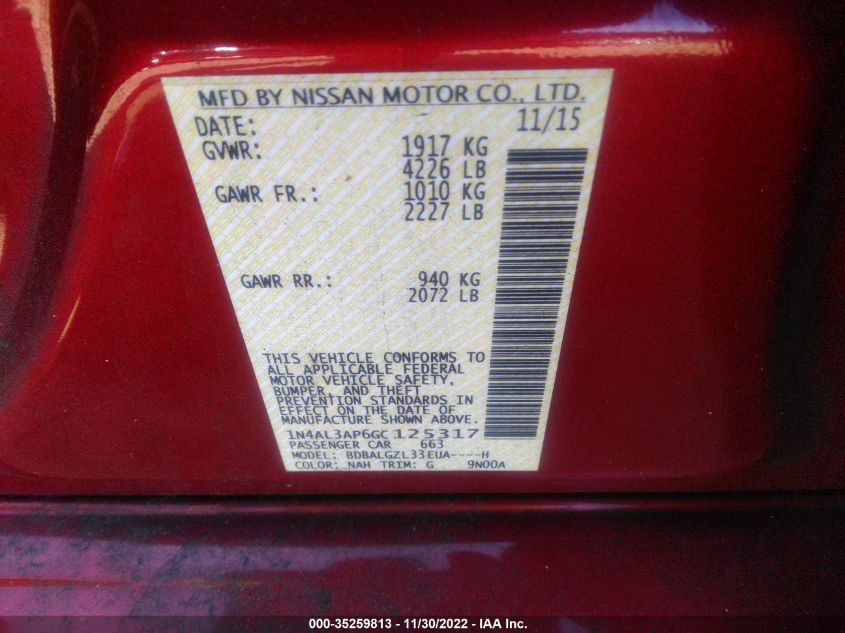 MFD BY NISSAN MOTOR CO., LTD.
DATE: 11/15
GVWR: 1917 KG
4226 LB
GAWR FR.: 1010 KG
2227 LB
GAWR RR.: 940 KG
2072 LB
THIS VEHICLE CONFORMS TO
ALL APPLICABLE FEDERAL
MOTOR VEHICLE SAFETY,
BUMPER, AND THEFT
PREVENTION STANDARDS IN
EFFECT ON THE DATE OF
MANUFACTURE SHOWN ABOVE.
1N4AL3AP6GC125317
PASSENGER CAR 663
MODEL: BDBALGZL33EUA----H
COLOR: NAH TRIM: G 9N00A
000-35259813 - 11/30/2022 - IAA Inc.